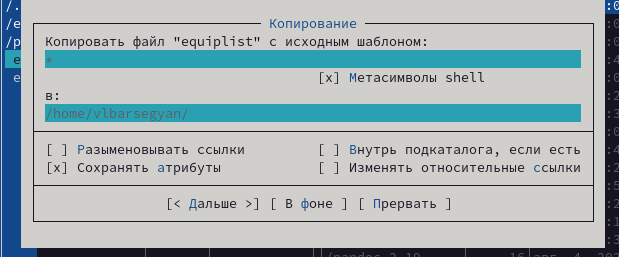 Копирование
Копировать файл "equiplist" с исходным шаблоном:
*
[x] Метасимволы shell
в:
/home/vlbarsegyan/
[ ] Разыменовывать ссылки [ ] Внутрь подкаталога, если есть
[x] Сохранять атрибуты [ ] Изменять относительные ссылки
[< Дальше >] [ В фоне ] [ Прервать ]